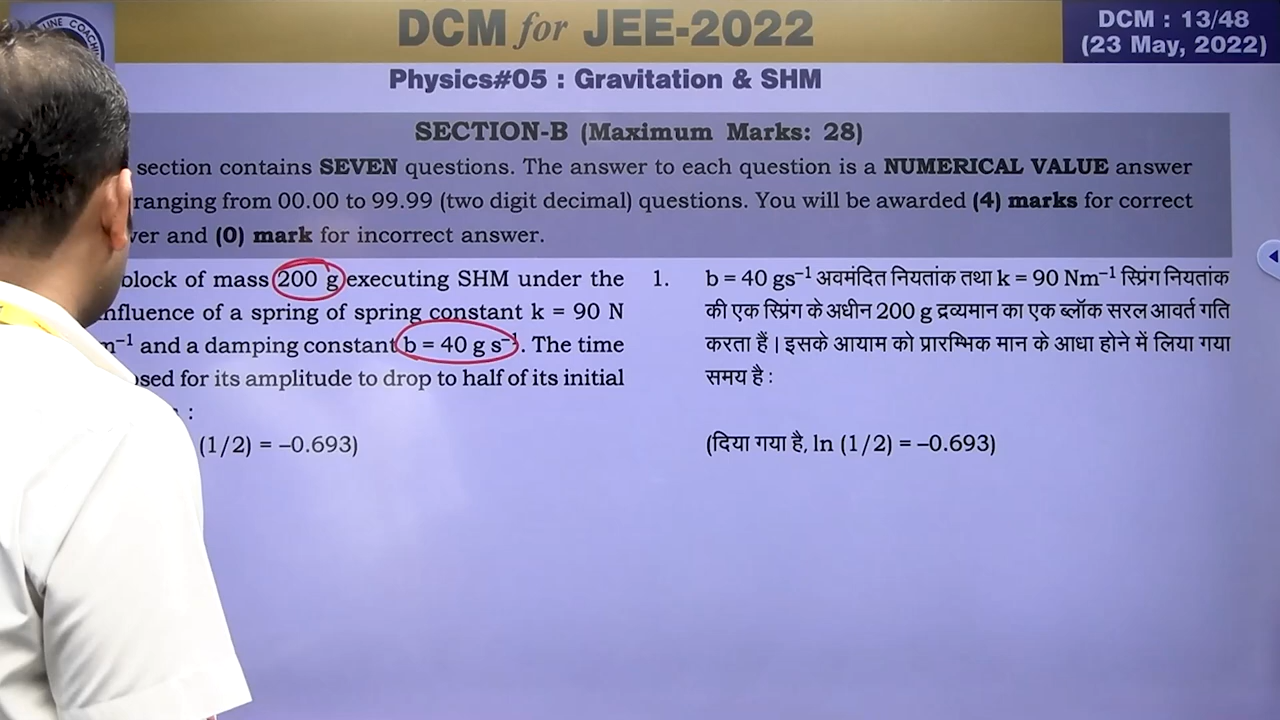 LINE COACHI
DCM for JEE-2022
DCM : 13/48
(23 May, 2022)
Physics#05 : Gravitation & SHM
SECTION-B (Maximum Marks: 28)
section contains SEVEN questions. The answer to each question is a NUMERICAL VALUE answer
ranging from 00.00 to 99.99 (two digit decimal) questions. You will be awarded (4) marks for correct
and (0) mark for incorrect answer.
block of mass 200 g executing SHM under the
influence of a spring of spring constant k = 90 N
m⁻¹ and a damping constant b = 40 g s⁻¹. The time
for its amplitude to drop to half of its initial
:
(1/2) = –0.693)
1. b = 40 gs⁻¹ अवमंदित नियतांक तथा k = 90 Nm⁻¹ स्प्रिंग नियतांक
की एक स्प्रिंग के अधीन 200 g द्रव्यमान का एक ब्लॉक सरल आवर्त गति
करता हैं। इसके आयाम को प्रारम्भिक मान के आधा होने में लिया गया
समय है :
(दिया गया है, ln (1/2) = –0.693)